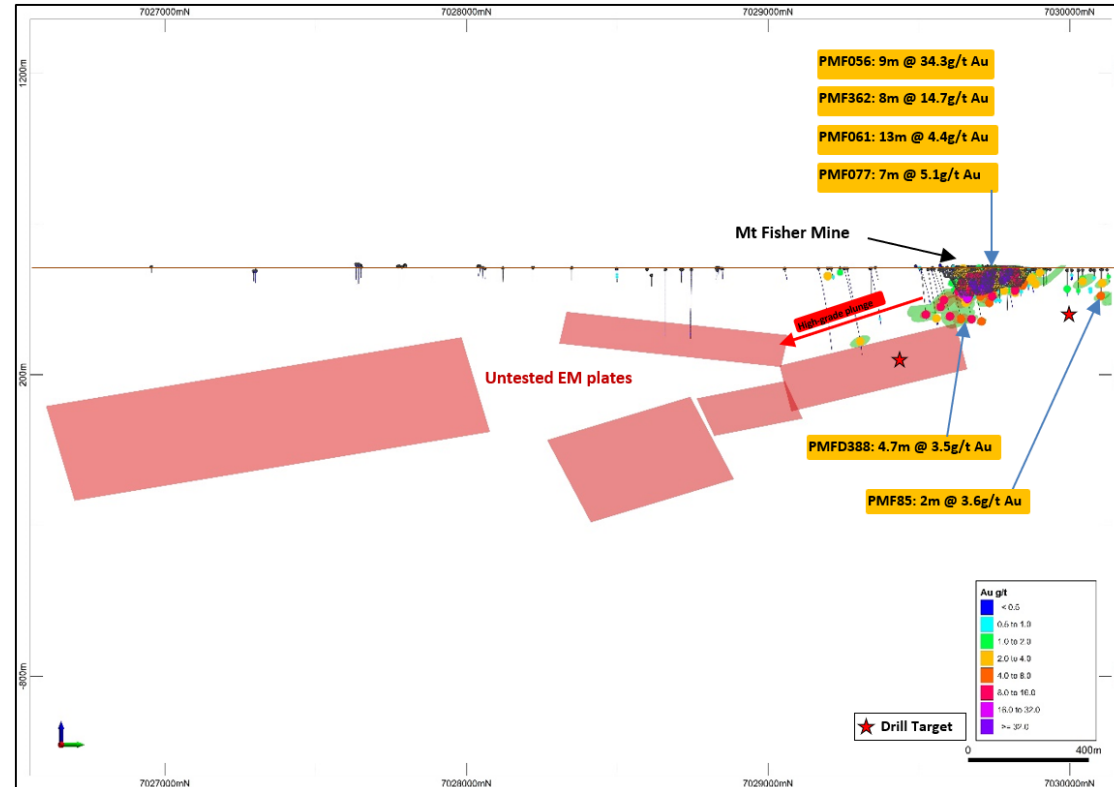 7027000mN
7028000mN
7029000mN
7030000mN
1200m
PMF056: 9m @ 34.3g/t Au
PMF362: 8m @ 14.7g/t Au
PMF061: 13m @ 4.4g/t Au
PMF077: 7m @ 5.1g/t Au
Mt Fisher Mine
High-grade plunge
200m
Untested EM plates
PMFD388: 4.7m @ 3.5g/t Au
PMF85: 2m @ 3.6g/t Au
Au g/t
< 0.5
0.5 to 1.0
1.0 to 2.0
2.0 to 4.0
4.0 to 8.0
8.0 to 16.0
16.0 to 32.0
>= 32.0
-800m
Drill Target
0
400m
7027000mN
7028000mN
7029000mN
7030000mN